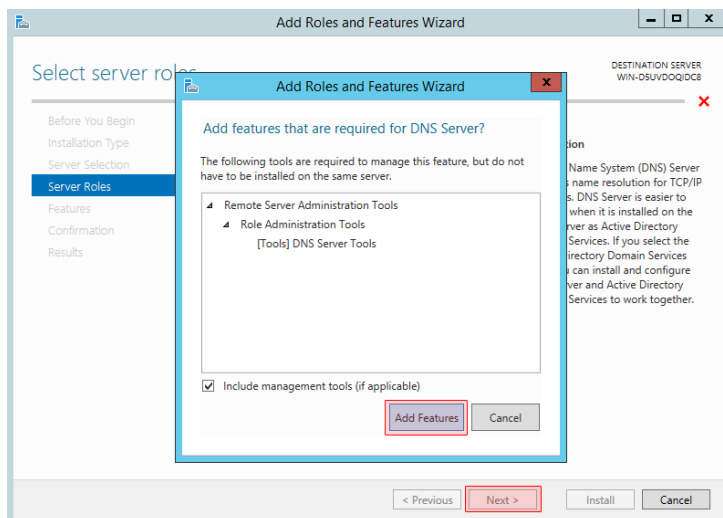 Add Roles and Features Wizard
Select server ro
DESTINATION SERVER
WIN-D5UVDOQIDC8
Before You Begin
Installation Type
Server Selection
Server Roles
Features
Confirmation
Results
Add Roles and Features Wizard
Add features that are required for DNS Server?
The following tools are required to manage this feature, but do not
have to be installed on the same server.
Remote Server Administration Tools
Role Administration Tools
[Tools] DNS Server Tools
Include management tools (if applicable)
Add Features
Cancel
tion
Name System (DNS) Server
s name resolution for TCP/IP
s. DNS Server is easier to
when it is installed on the
rver as Active Directory
Services. If you select the
irectory Domain Services
can install and configure
ver and Active Directory
Services to work together.
< Previous
Next >
Install
Cancel